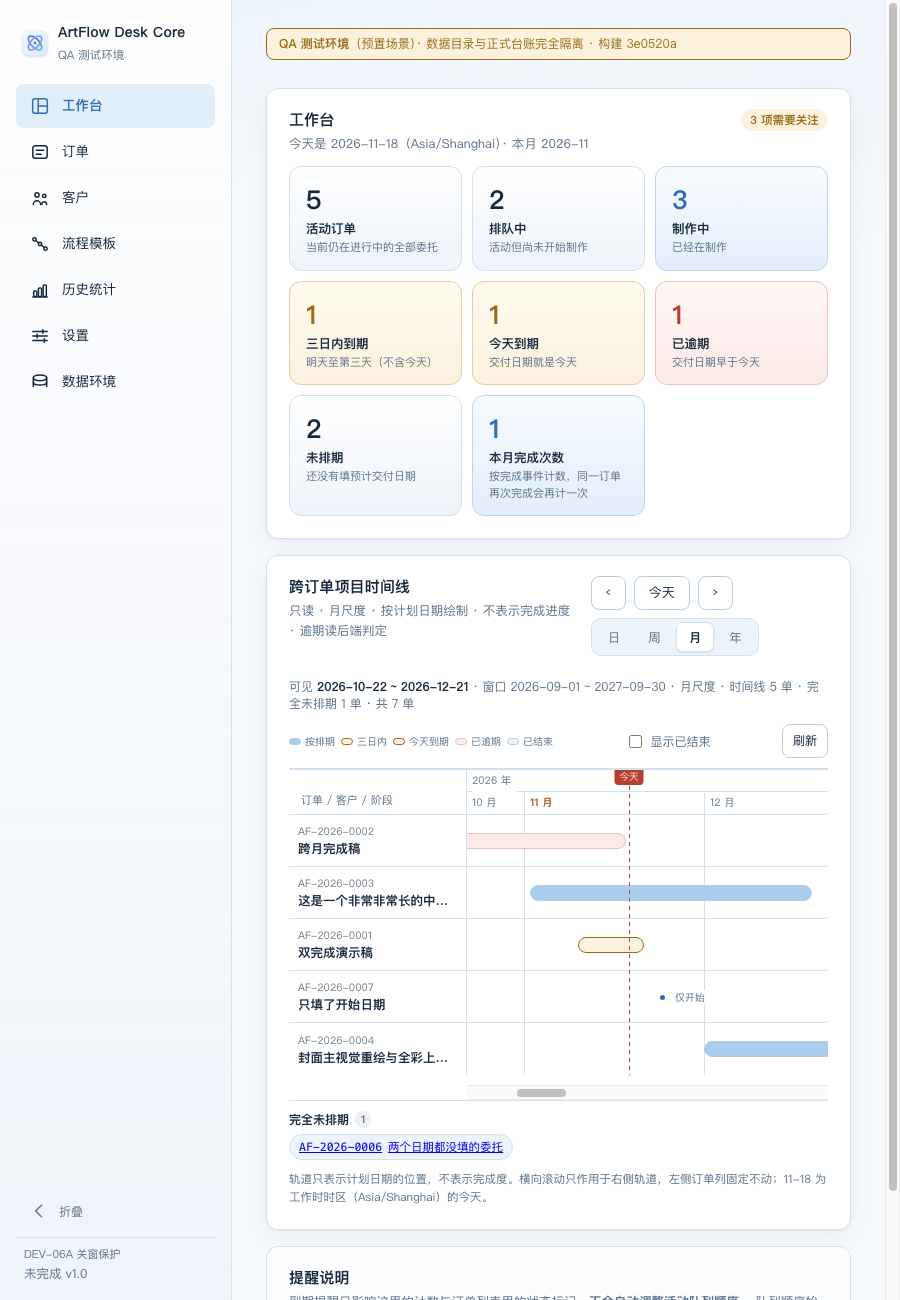 ArtFlow Desk Core
QA 测试环境
工作台
订单
客户
流程模板
历史统计
设置
数据环境
折叠
DEV-06A 关窗保护
未完成 v1.0
QA 测试环境（预置场景）· 数据目录与正式台账完全隔离 · 构建 3e0520a
工作台
3 项需要关注
今天是 2026-11-18（Asia/Shanghai）· 本月 2026-11
5
活动订单
当前仍在进行中的全部委托
2
排队中
活动但尚未开始制作
3
制作中
已经在制作
1
三日内到期
明天至第三天（不含今天）
1
今天到期
交付日期就是今天
1
已逾期
交付日期早于今天
2
未排期
还没有填预计交付日期
1
本月完成次数
按完成事件计数，同一订单
再次完成会再计一次
跨订单项目时间线
只读 · 月尺度 · 按计划日期绘制 · 不表示完成进度
· 逾期读后端判定
‹ 今天 ›
日 周 月 年
可见 2026-10-22 ~ 2026-12-21 · 窗口 2026-09-01 ~ 2027-09-30 · 月尺度 · 时间线 5 单 · 完
全未排期 1 单 · 共 7 单
按排期 三日内 今天到期 已逾期 已结束
显示已结束
刷新
订单 / 客户 / 阶段
2026 年
今天
10 月 11 月 12 月
AF-2026-0002
跨月完成稿
AF-2026-0003
这是一个非常非常长的中…
AF-2026-0001
双完成演示稿
AF-2026-0007
只填了开始日期
仅开始
AF-2026-0004
封面主视觉重绘与全彩上…
完全未排期 1
AF-2026-0006 两个日期都没填的委托
轨道只表示计划日期的位置，不表示完成度。横向滚动只作用于右侧轨道，左侧订单列固定不动；11-18 为
工作时时区（Asia/Shanghai）的今天。
提醒说明